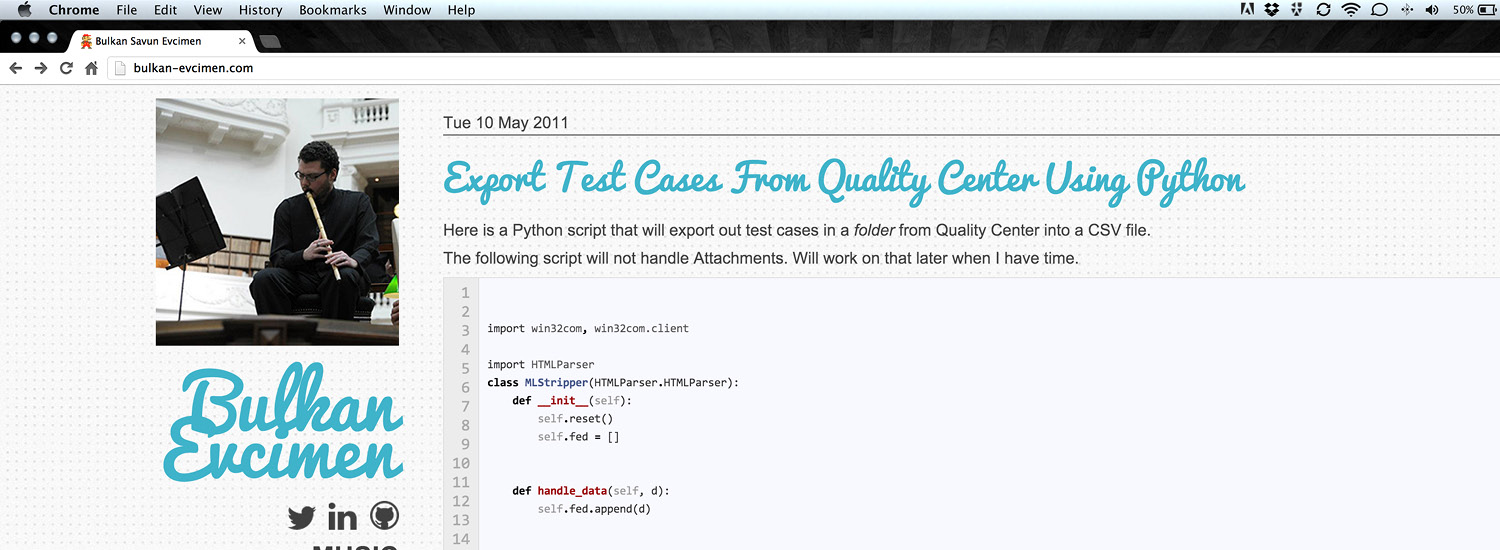 Chrome File Edit View History Bookmarks Window Help 50%
Bulkan Savun Evcimen
bulkan-evcimen.com
Tue 10 May 2011
Export Test Cases From Quality Center Using Python
Here is a Python script that will export out test cases in a folder from Quality Center into a CSV file.
The following script will not handle Attachments. Will work on that later when I have time.
1
2
3 import win32com, win32com.client
4
5 import HTMLParser
6 class MLStripper(HTMLParser.HTMLParser):
7 def __init__(self):
8 self.reset()
9 self.fed = []
10
11
12 def handle_data(self, d):
13 self.fed.append(d)
14
Bulkan
Evcimen
in
MUSIC